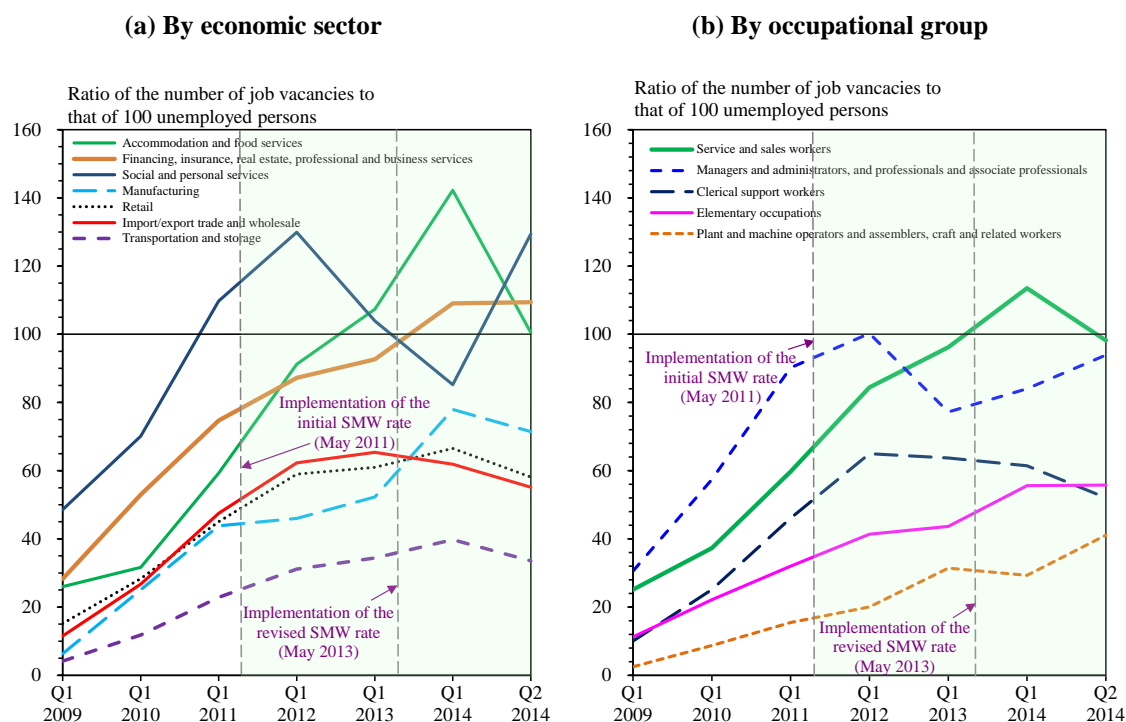 (a) By economic sector
Ratio of the number of job vacancies to
that of 100 unemployed persons
160
140
120
100
80
60
40
20
0
Accommodation and food services
Financing, insurance, real estate, professional and business services
Social and personal services
Manufacturing
Retail
Import/export trade and wholesale
Transportation and storage
Implementation of the
initial SMW rate
(May 2011)
Implementation of the
revised SMW rate
(May 2013)
Q1 Q1 Q1 Q1 Q1 Q1 Q2
2009 2010 2011 2012 2013 2014 2014
(b) By occupational group
Ratio of the number of job vancancies to
that of 100 unemployed persons
160
140
120
100
80
60
40
20
0
Service and sales workers
Managers and administrators, and professionals and associate professionals
Clerical support workers
Elementary occupations
Plant and machine operators and assemblers, craft and related workers
Implementation of the
initial SMW rate
(May 2011)
Implementation of the
revised SMW rate
(May 2013)
Q1 Q1 Q1 Q1 Q1 Q1 Q2
2009 2010 2011 2012 2013 2014 2014